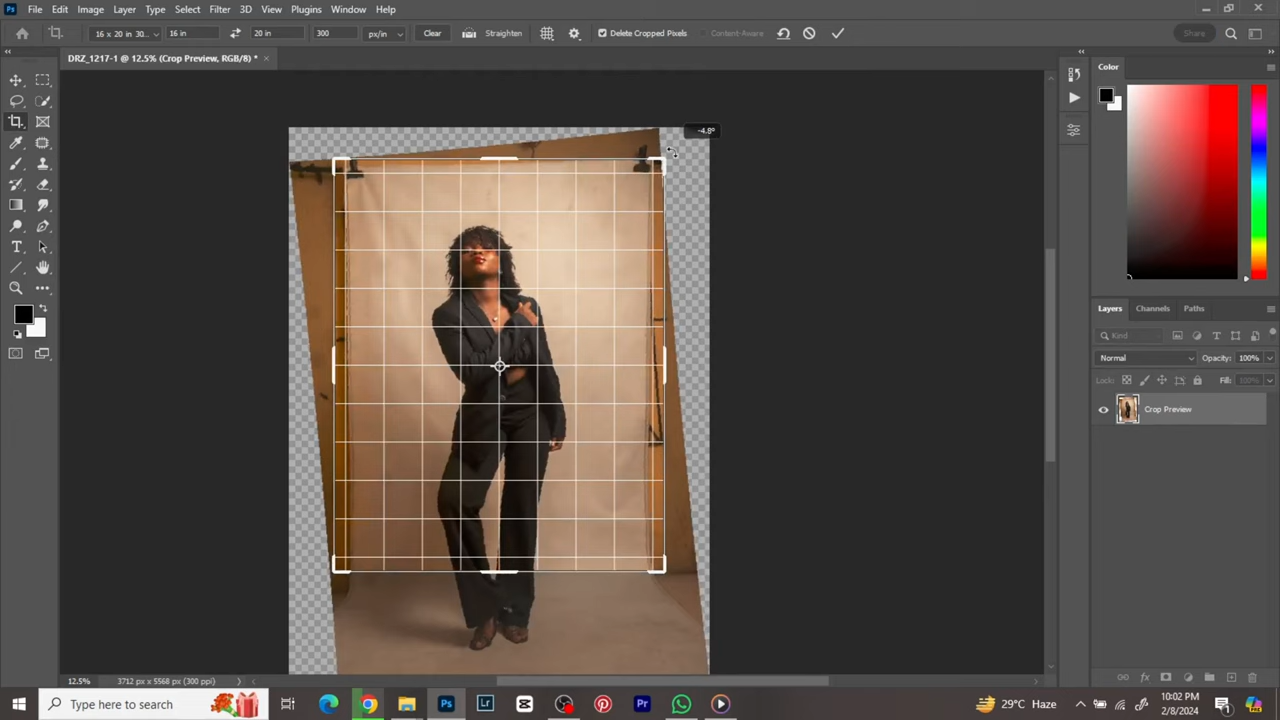 Ps File Edit Image Layer Type Select Filter 3D View Plugins Window Help
16 x 20 in 30... 16 in 20 in 300 px/in Clear Straighten Delete Cropped Pixels Content-Aware Share
DRZ_1217-1 @ 12.5% (Crop Preview, RGB/8) * ×
Color
-4.8°
Layers Channels Paths
Kind
Normal Opacity: 100%
Lock: Fill: 100%
Crop Preview
12.5% 3712 px x 5568 px (300 ppi)
Type here to search
29°C Haze
10:02 PM
2/8/2024